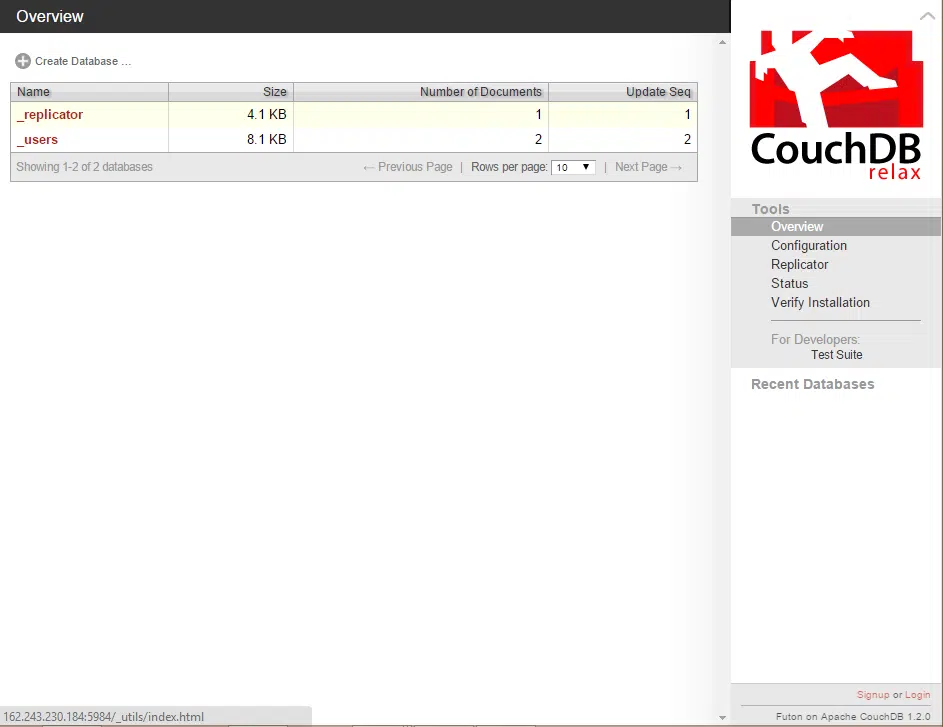 Overview
Create Database ...
Name Size Number of Documents Update Seq
_replicator 4.1 KB 1 1
_users 8.1 KB 2 2
Showing 1-2 of 2 databases ← Previous Page | Rows per page: 10 ▼ | Next Page →
CouchDB
relax
Tools
Overview
Configuration
Replicator
Status
Verify Installation
For Developers:
Test Suite
Recent Databases
Signup or Login
Futon on Apache CouchDB 1.2.0
162.243.230.184:5984/_utils/index.html